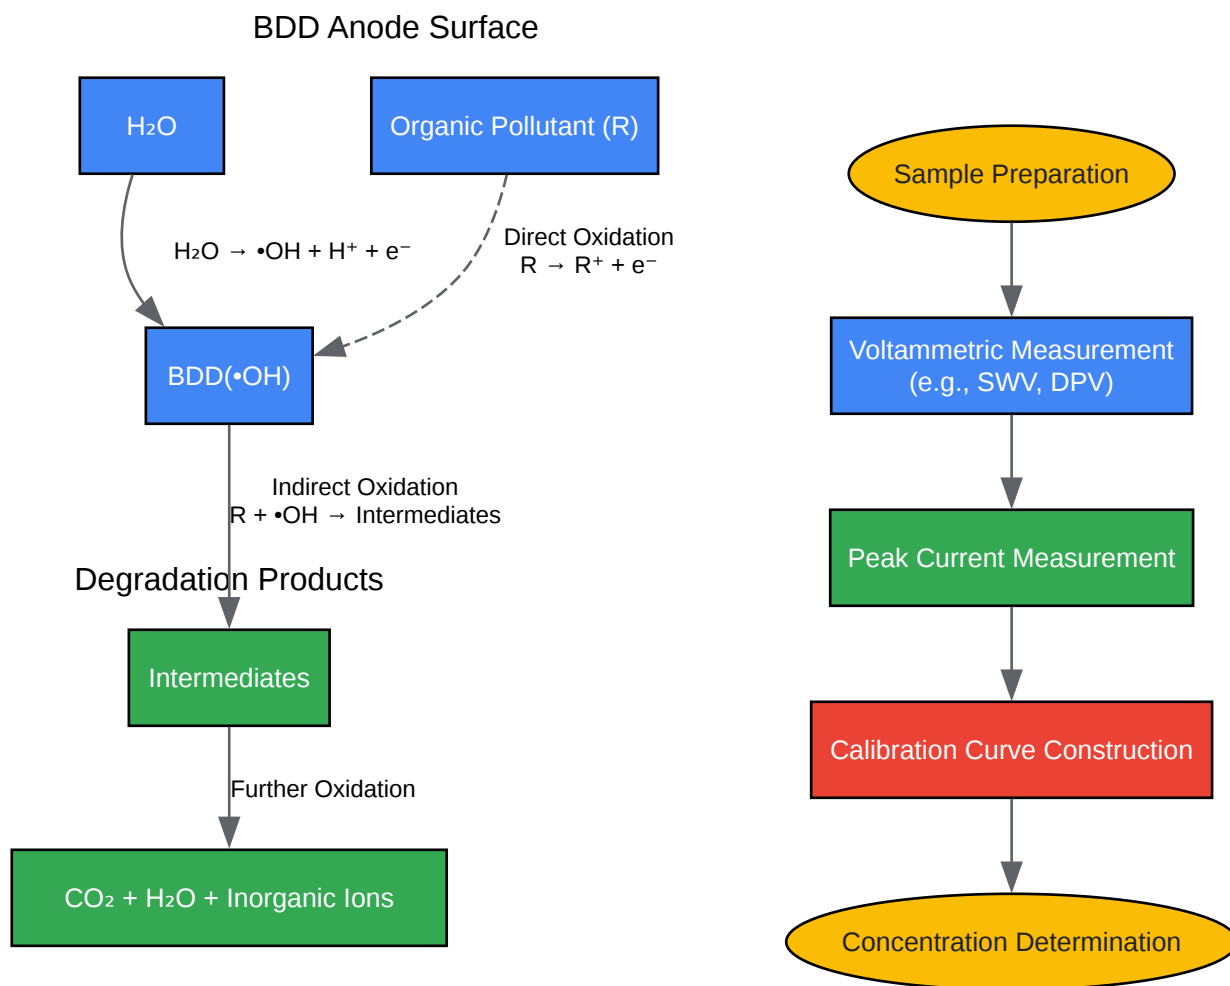 BDD Anode Surface
H₂O
Organic Pollutant (R)
H₂O → •OH + H⁺ + e⁻
Direct Oxidation
R → R⁺ + e⁻
BDD(•OH)
Indirect Oxidation
R + •OH → Intermediates
Degradation Products
Intermediates
Further Oxidation
CO₂ + H₂O + Inorganic Ions
Sample Preparation
Voltammetric Measurement
(e.g., SWV, DPV)
Peak Current Measurement
Calibration Curve Construction
Concentration Determination